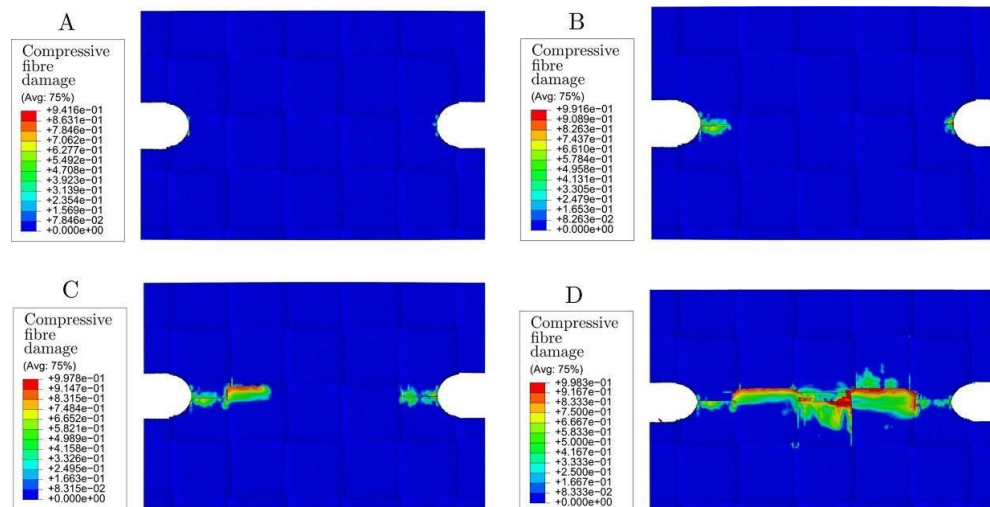 A
Compressive
fibre
damage
(Avg: 75%)
+9.416e-01
+8.631e-01
+7.846e-01
+7.062e-01
+6.277e-01
+5.492e-01
+4.708e-01
+3.923e-01
+3.139e-01
+2.354e-01
+1.569e-01
+7.846e-02
+0.000e+00
B
Compressive
fibre
damage
(Avg: 75%)
+9.916e-01
+9.089e-01
+8.263e-01
+7.437e-01
+6.610e-01
+5.784e-01
+4.958e-01
+4.131e-01
+3.305e-01
+2.479e-01
+1.653e-01
+8.263e-02
+0.000e+00
C
Compressive
fibre
damage
(Avg: 75%)
+9.978e-01
+9.147e-01
+8.315e-01
+7.484e-01
+6.652e-01
+5.821e-01
+4.989e-01
+4.158e-01
+3.326e-01
+2.495e-01
+1.663e-01
+8.315e-02
+0.000e+00
D
Compressive
fibre
damage
(Avg: 75%)
+9.983e-01
+9.167e-01
+8.333e-01
+7.500e-01
+6.667e-01
+5.833e-01
+5.000e-01
+4.167e-01
+3.333e-01
+2.500e-01
+1.667e-01
+8.333e-02
+0.000e+00